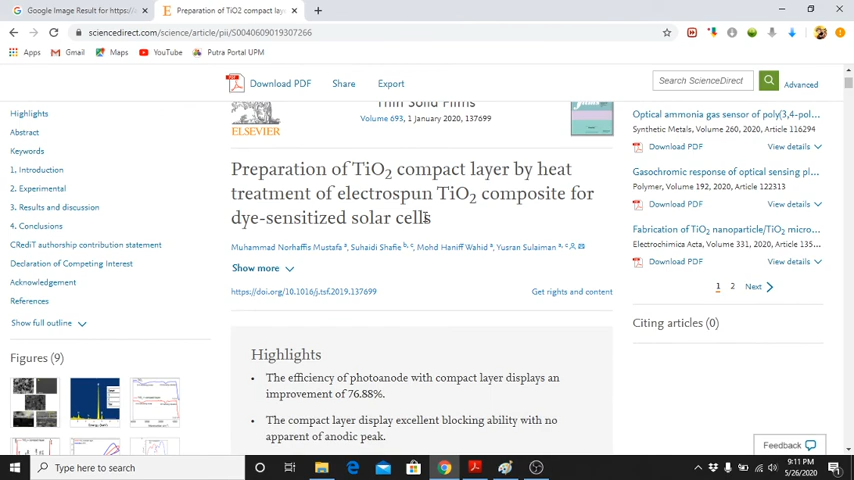 Google Image Result for https://
Preparation of TiO2 compact lay
sciencedirect.com/science/article/pii/S0040609019307266
Apps
Gmail
Maps
YouTube
Putra Portal UPM
Download PDF
Share
Export
Search ScienceDirect
Advanced
Highlights
Abstract
Keywords
1. Introduction
2. Experimental
3. Results and discussion
4. Conclusions
CRediT authorship contribution statement
Declaration of Competing Interest
Acknowledgement
References
Show full outline
Figures (9)
ELSEVIER
Thin Solid Films
Volume 693, 1 January 2020, 137699
Preparation of TiO2 compact layer by heat
treatment of electrospun TiO2 composite for
dye-sensitized solar cells
Muhammad Norhaffis Mustafa a, Suhaidi Shafie b, c, Mohd Haniff Wahid a, Yusran Sulaiman a, c
Show more
https://doi.org/10.1016/j.tsf.2019.137699
Get rights and content
Highlights
• The efficiency of photoanode with compact layer displays an
improvement of 76.88%.
• The compact layer display excellent blocking ability with no
apparent of anodic peak.
Optical ammonia gas sensor of poly(3,4-pol...
Synthetic Metals, Volume 260, 2020, Article 116294
Download PDF
View details
Gasochromic response of optical sensing pl...
Polymer, Volume 192, 2020, Article 122313
Download PDF
View details
Fabrication of TiO2 nanoparticle/TiO2 micro...
Electrochimica Acta, Volume 331, 2020, Article 135...
Download PDF
View details
1 2 Next
Citing articles (0)
Feedback
Type here to search
9:11 PM
5/26/2020